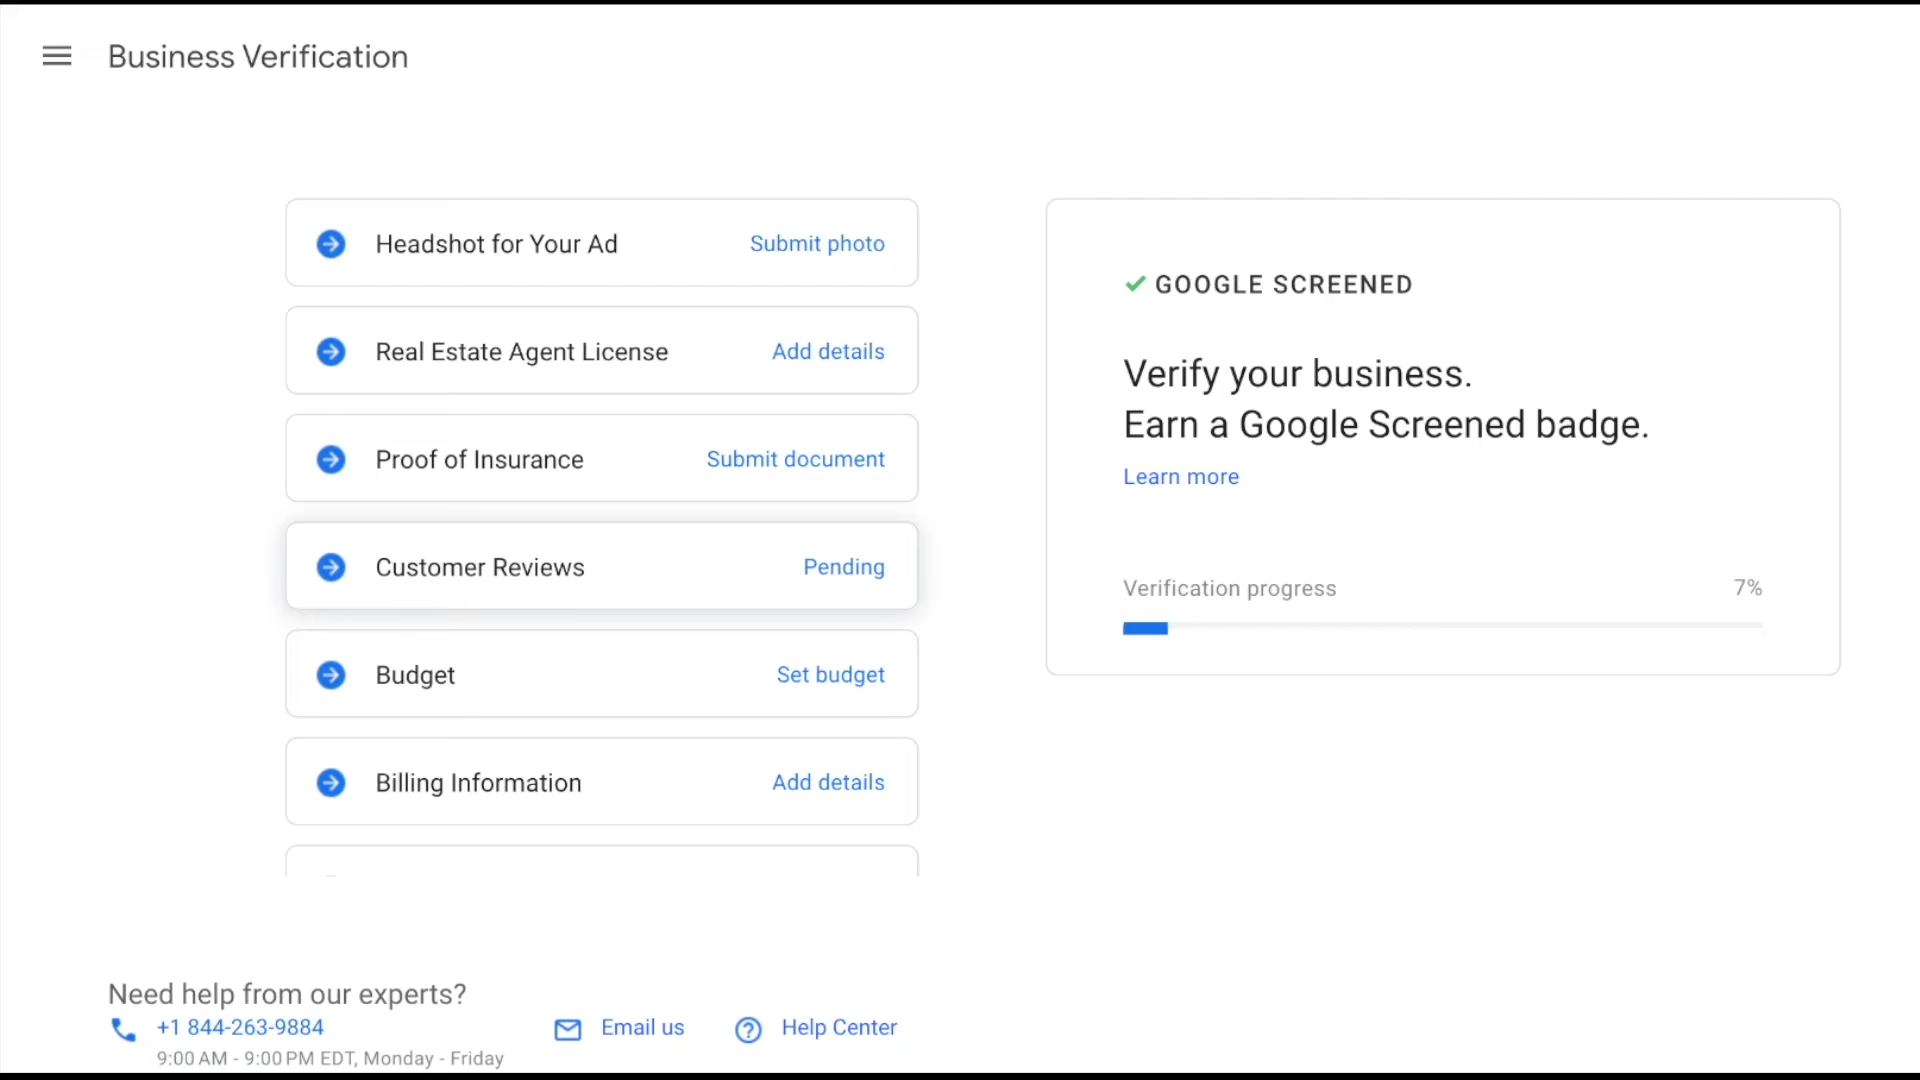 Business Verification
Headshot for Your Ad Submit photo
Real Estate Agent License Add details
Proof of Insurance Submit document
Customer Reviews Pending
Budget Set budget
Billing Information Add details
GOOGLE SCREENED
Verify your business.
Earn a Google Screened badge.
Learn more
Verification progress 7%
Need help from our experts?
+1 844-263-9884 Email us Help Center
9:00 AM - 9:00 PM EDT, Monday - Friday